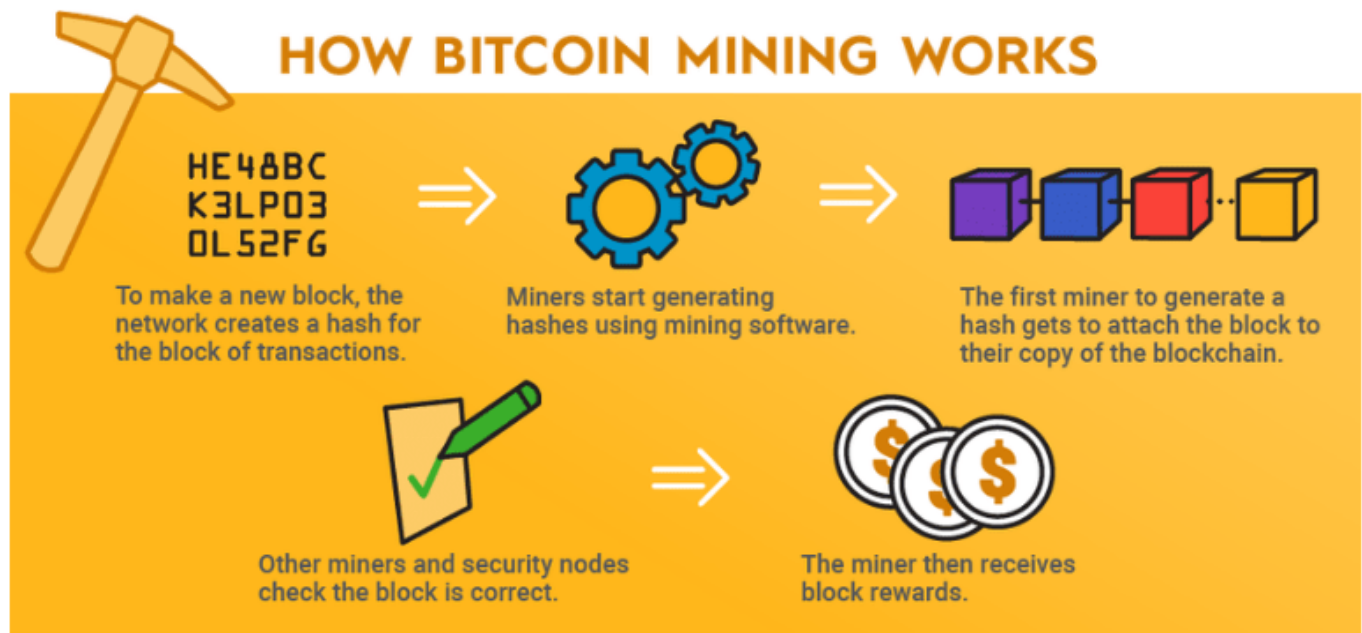 HOW BITCOIN MINING WORKS
HE48BC
K3LP03
0L52FG
To make a new block, the
network creates a hash for
the block of transactions.
Miners start generating
hashes using mining software.
The first miner to generate a
hash gets to attach the block to
their copy of the blockchain.
Other miners and security nodes
check the block is correct.
The miner then receives
block rewards.
$ $ $